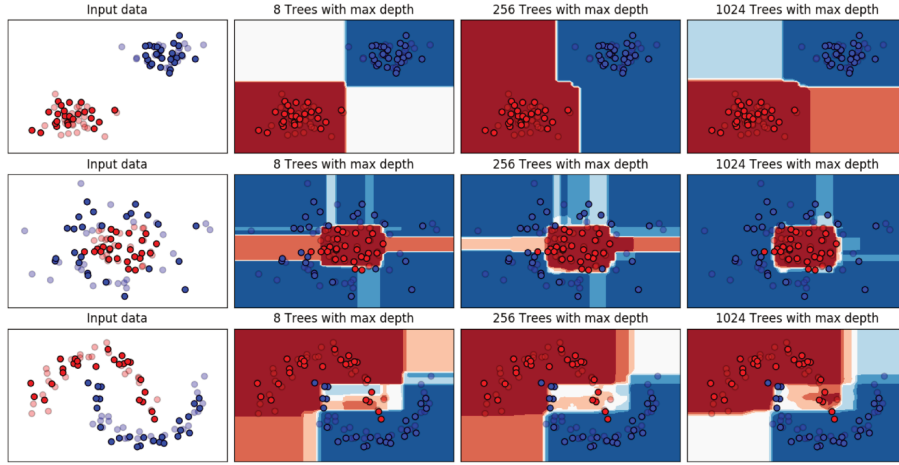 Input data
8 Trees with max depth
256 Trees with max depth
1024 Trees with max depth
Input data
8 Trees with max depth
256 Trees with max depth
1024 Trees with max depth
Input data
8 Trees with max depth
256 Trees with max depth
1024 Trees with max depth